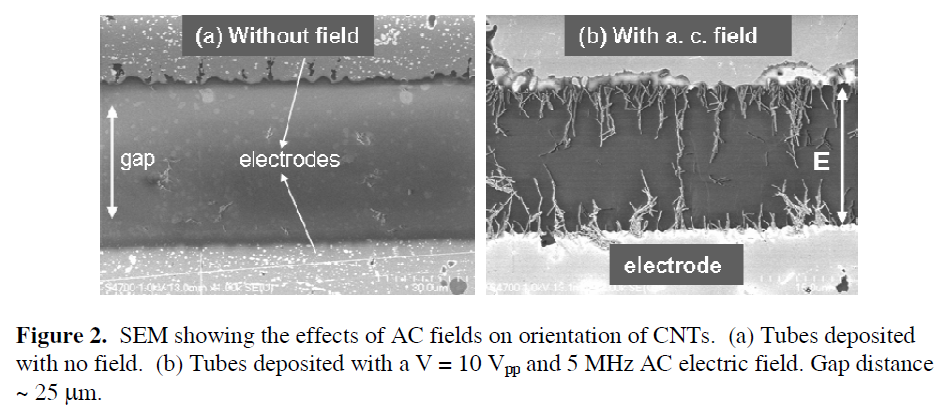 (a) Without field
gap
electrodes
30.0um
(b) With a. c. field
E
electrode
Figure 2. SEM showing the effects of AC fields on orientation of CNTs. (a) Tubes deposited
with no field. (b) Tubes deposited with a V = 10 Vpp and 5 MHz AC electric field. Gap distance
~ 25 μm.